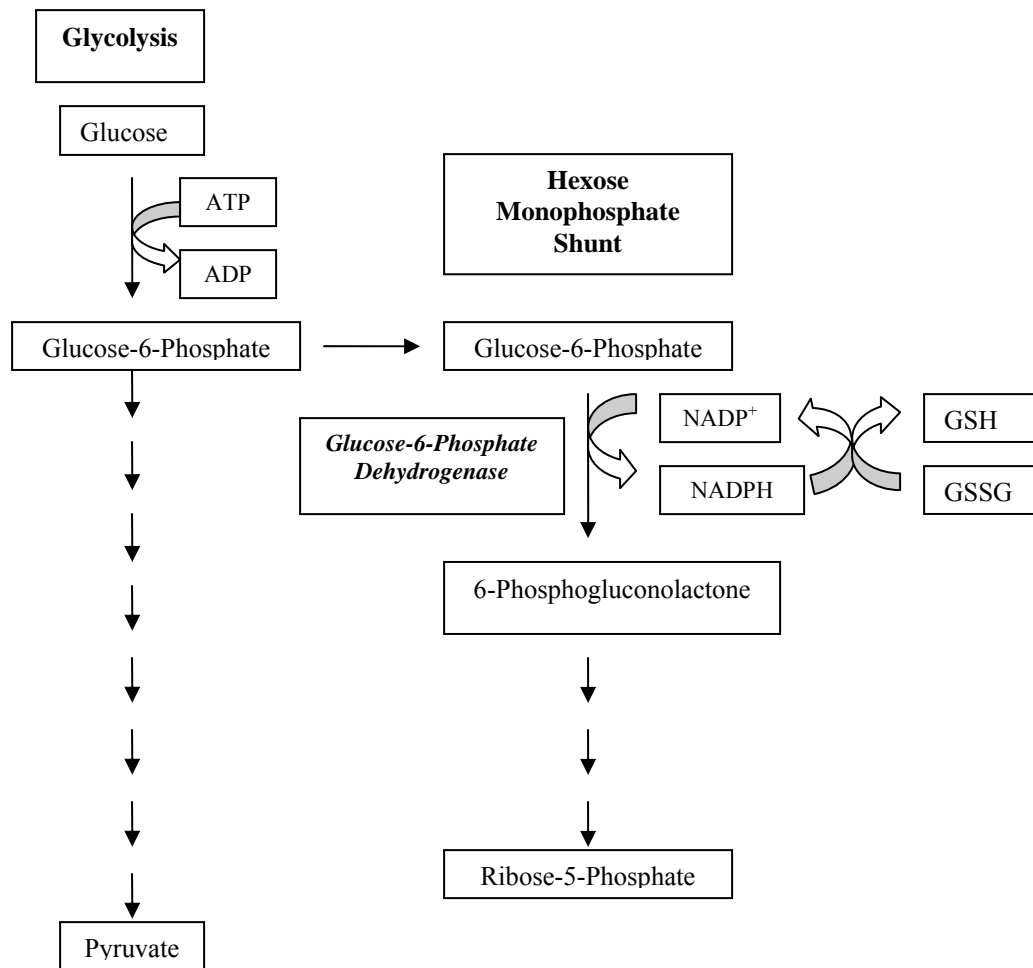 Glycolysis
Glucose
ATP
ADP
Hexose
Monophosphate
Shunt
Glucose-6-Phosphate
Glucose-6-Phosphate
Glucose-6-Phosphate
Dehydrogenase
NADP+
NADPH
GSH
GSSG
6-Phosphogluconolactone
Ribose-5-Phosphate
Pyruvate